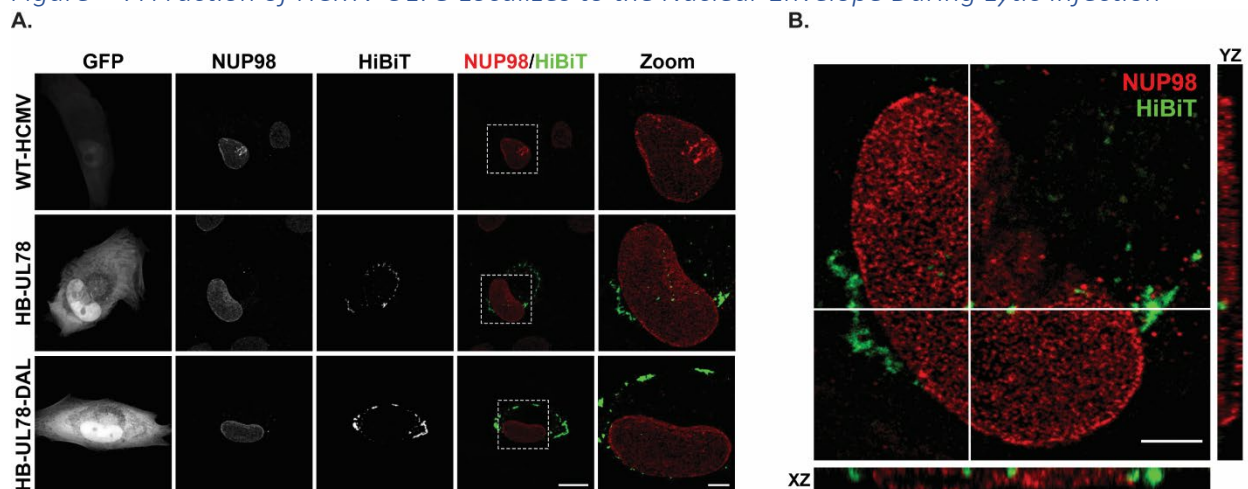 Figure Fraction of HCMV UL78 Localizes to the Nuclear Envelope During Lytic Infection
A.
GFP NUP98 HiBiT NUP98/HiBiT Zoom
WT-HCMV
HB-UL78
HB-UL78-DAL
B.
YZ
NUP98
HiBiT
XZ